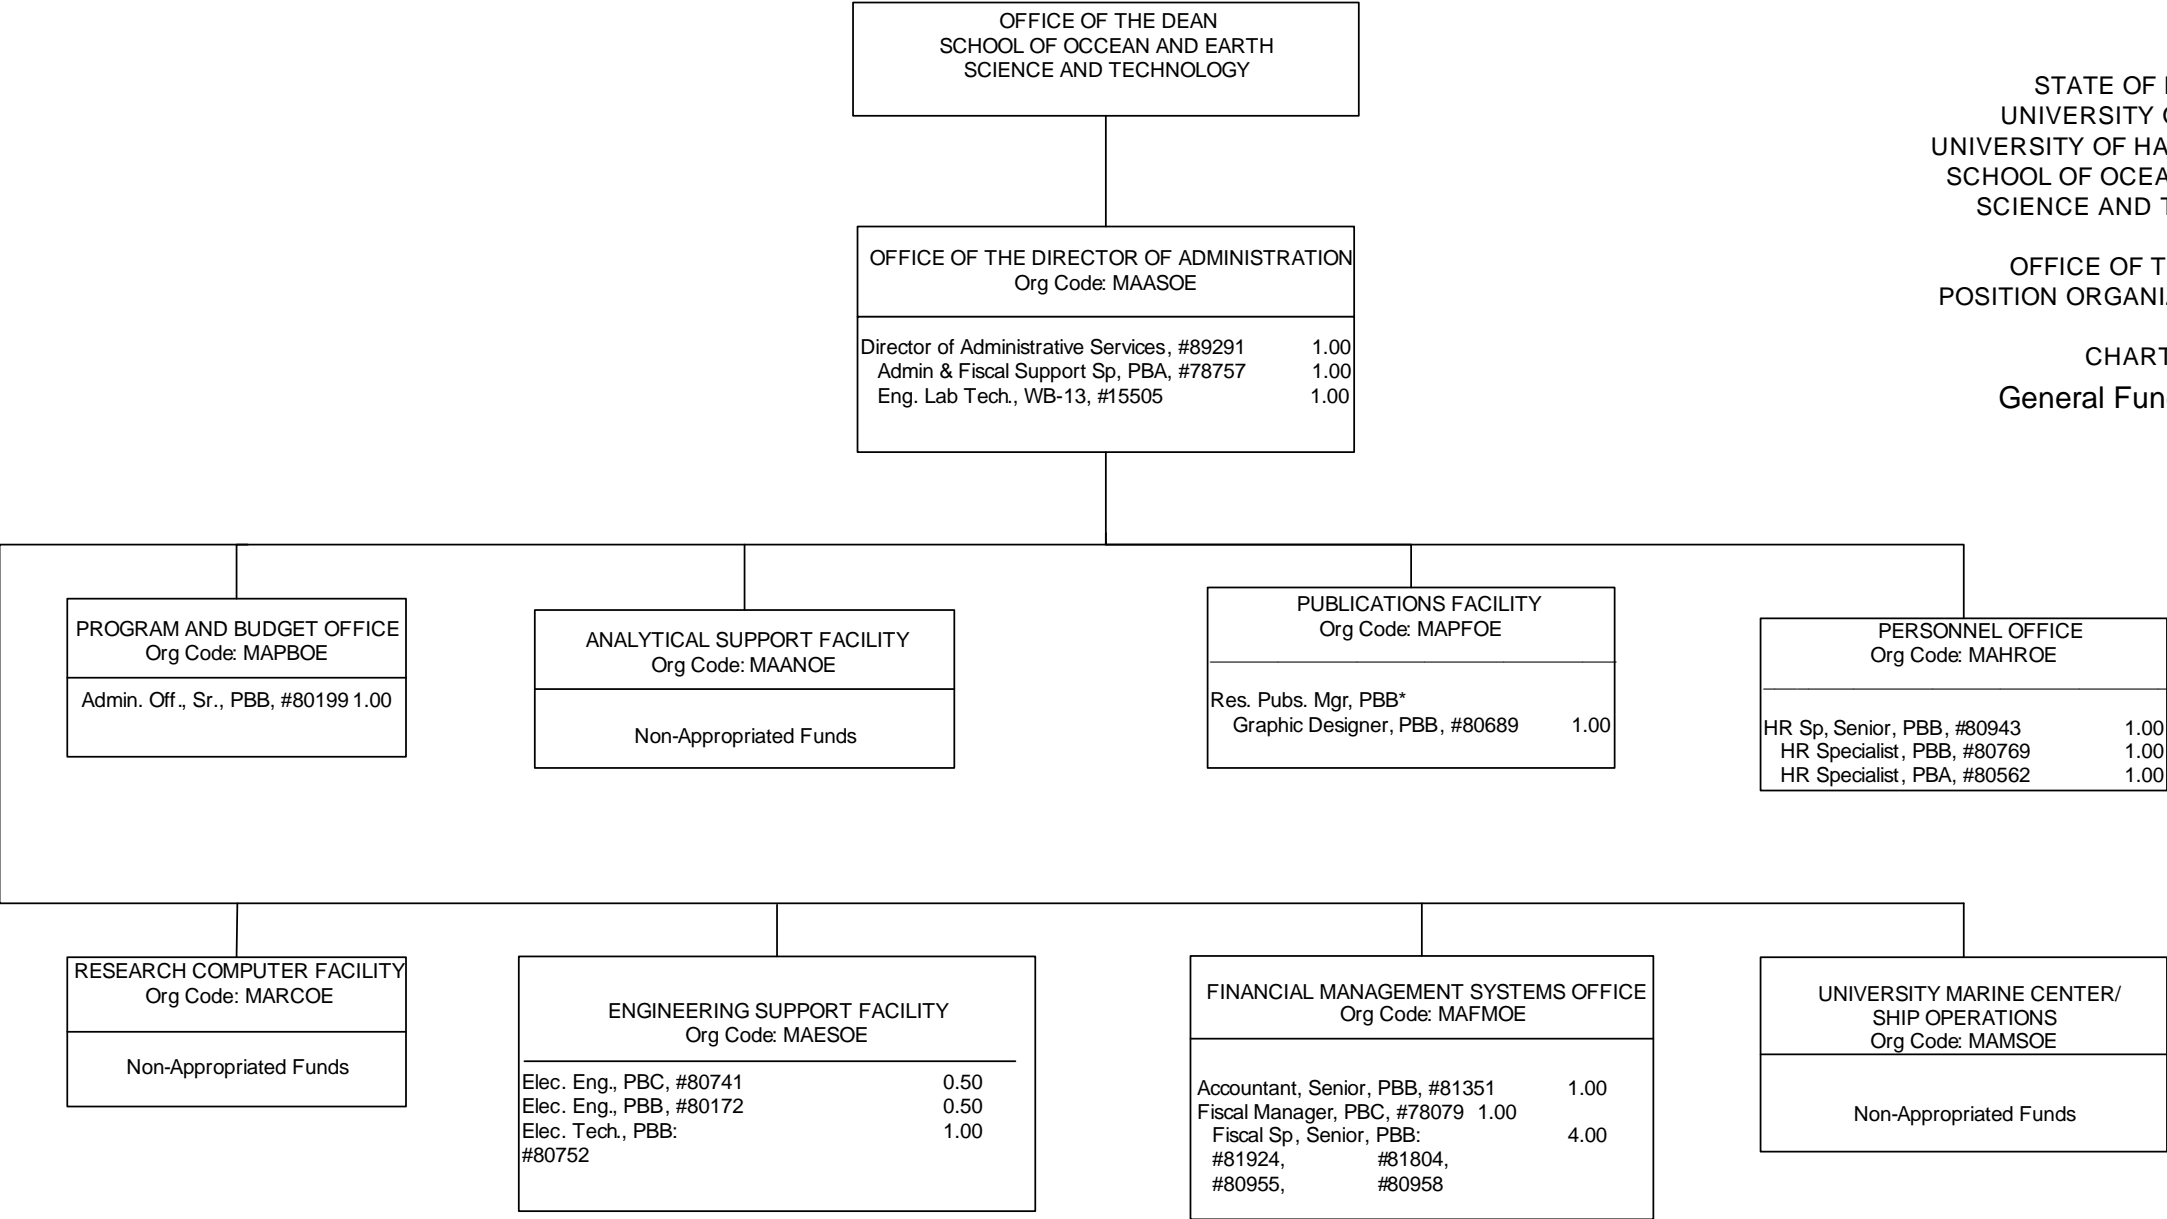 OFFICE OF THE DEAN
SCHOOL OF OCCEAN AND EARTH
SCIENCE AND TECHNOLOGY
STATE OF
UNIVERSITY
UNIVERSITY OF
SCHOOL OF
SCIENCE AND
OFFICE OF
POSITION
CHART
General
OFFICE OF THE DIRECTOR OF ADMINISTRATION
Org Code: MAASOE
Director of Administrative Services, #89291 1.00
Admin & Fiscal Support Sp, PBA, #78757 1.00
Eng. Lab Tech., WB-13, #15505 1.00
PROGRAM AND BUDGET OFFICE
Org Code: MAPBOE
Admin. Off., Sr., PBB, #80199 1.00
ANALYTICAL SUPPORT FACILITY
Org Code: MAANOE
Non-Appropriated Funds
PUBLICATIONS FACILITY
Org Code: MAPFOE
Res. Pubs. Mgr, PBB*
Graphic Designer, PBB, #80689 1.00
PERSONNEL OFFICE
Org Code: MAHROE
HR Sp, Senior, PBB, #80943 1.00
HR Specialist, PBB, #80769 1.00
HR Specialist, PBA, #80562 1.00
RESEARCH COMPUTER FACILITY
Org Code: MARCOE
Non-Appropriated Funds
ENGINEERING SUPPORT FACILITY
Org Code: MAESOE
Elec. Eng., PBC, #80741 0.50
Elec. Eng., PBB, #80172 0.50
Elec. Tech., PBB: 1.00
#80752
FINANCIAL MANAGEMENT SYSTEMS OFFICE
Org Code: MAFMOE
Accountant, Senior, PBB, #81351 1.00
Fiscal Manager, PBC, #78079 1.00
Fiscal Sp, Senior, PBB: 4.00
#81924, #81804,
#80955, #80958
UNIVERSITY MARINE CENTER/
SHIP OPERATIONS
Org Code: MAMSOE
Non-Appropriated Funds